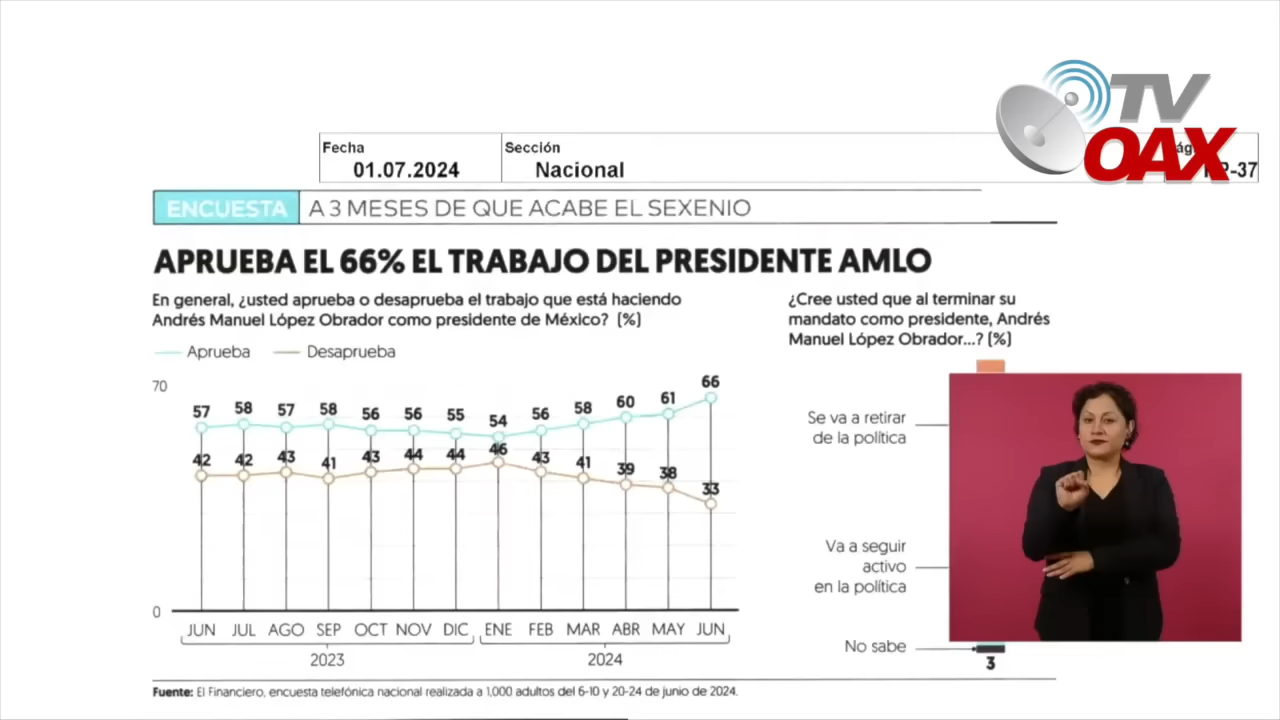 TV
OAX
Fecha
01.07.2024
Sección
Nacional
-37
ENCUESTA
A 3 MESES DE QUE ACABE EL SEXENIO
APRUEBA EL 66% EL TRABAJO DEL PRESIDENTE AMLO
En general, ¿usted aprueba o desaprueba el trabajo que está haciendo
Andrés Manuel López Obrador como presidente de México? (%)
Aprueba
Desaprueba
70
57 58 57 58 56 56 55 54 56 58 60 61 66
42 42 43 41 43 44 44 46 43 41 39 38 33
0
JUN JUL AGO SEP OCT NOV DIC ENE FEB MAR ABR MAY JUN
2023
2024
¿Cree usted que al terminar su
mandato como presidente, Andrés
Manuel López Obrador...? (%)
Se va a retirar
de la política
Va a seguir
activo
en la política
No sabe
3
Fuente: El Financiero, encuesta telefónica nacional realizada a 1,000 adultos del 6-10 y 20-24 de junio de 2024.